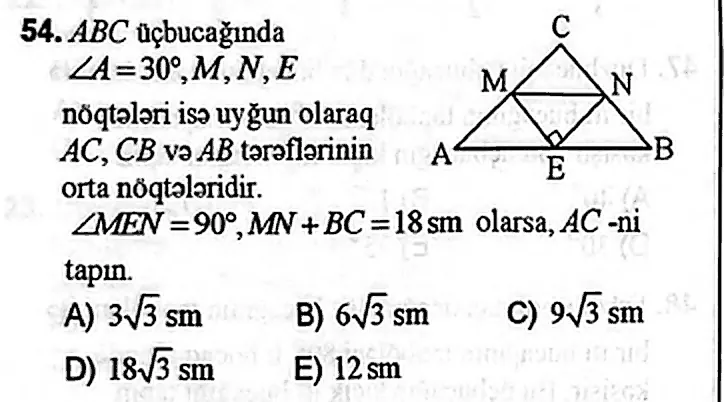 54. ABC üçbucağında
∠A=30°, M, N, E
nöqtələri isə uyğun olaraq
AC, CB və AB tərəflərinin
orta nöqtələridir.
∠MEN=90°, MN+BC=18 sm olarsa, AC-ni
tapın.
A) 3√3 sm B) 6√3 sm C) 9√3 sm
D) 18√3 sm E) 12 sm
C
M N
A E B